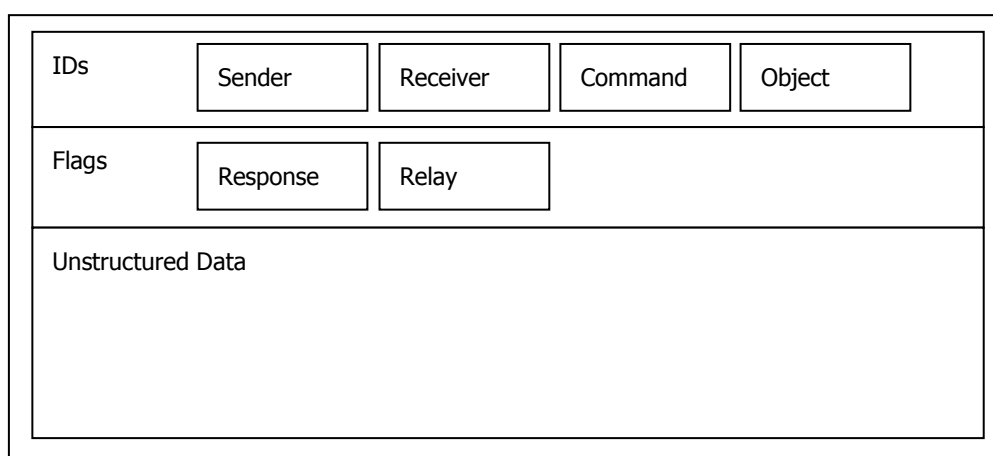 IDs Sender Receiver Command Object
Flags Response Relay
Unstructured Data